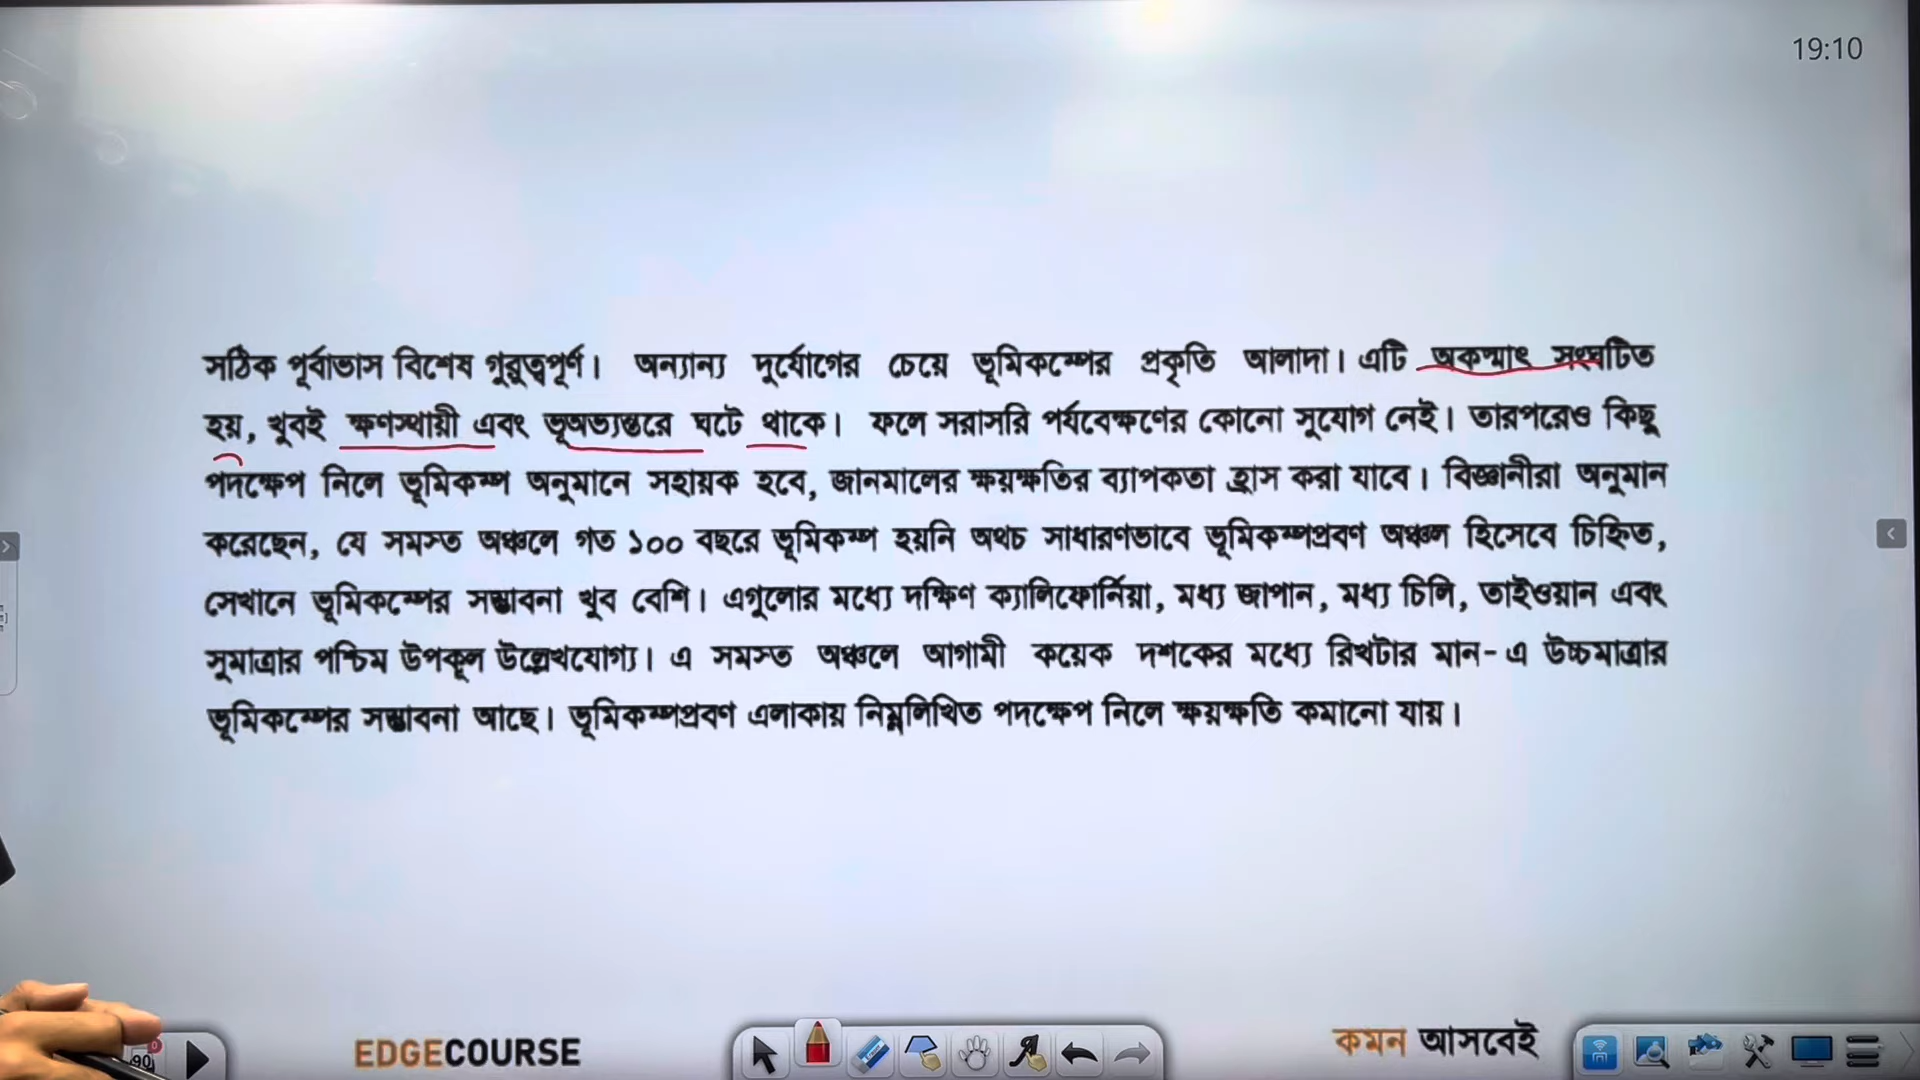 19:10
সঠিক পূর্বাভাস বিশেষ গুরুত্বপূর্ণ। অন্যান্য দুর্যোগের চেয়ে ভূমিকম্পের প্রকৃতি আলাদা। এটি অকস্মাৎ সংঘটিত
হয়, খুবই ক্ষণস্থায়ী এবং ভূঅভ্যন্তরে ঘটে থাকে। ফলে সরাসরি পর্যবেক্ষণের কোনো সুযোগ নেই। তারপরেও কিছু
পদক্ষেপ নিলে ভূমিকম্প অনুমানে সহায়ক হবে, জানমালের ক্ষয়ক্ষতির ব্যাপকতা হ্রাস করা যাবে। বিজ্ঞানীরা অনুমান
করেছেন, যে সমস্ত অঞ্চলে গত ১০০ বছরে ভূমিকম্প হয়নি অথচ সাধারণভাবে ভূমিকম্পপ্রবণ অঞ্চল হিসেবে চিহ্নিত,
সেখানে ভূমিকম্পের সম্ভাবনা খুব বেশি। এগুলোর মধ্যে দক্ষিণ ক্যালিফোর্নিয়া, মধ্য জাপান, মধ্য চিলি, তাইওয়ান এবং
সুমাত্রার পশ্চিম উপকূল উল্লেখযোগ্য। এ সমস্ত অঞ্চলে আগামী কয়েক দশকের মধ্যে রিখটার মান-এ উচ্চমাত্রার
ভূমিকম্পের সম্ভাবনা আছে। ভূমিকম্পপ্রবণ এলাকায় নিম্নলিখিত পদক্ষেপ নিলে ক্ষয়ক্ষতি কমানো যায়।
90
EDGECOURSE
কমন আসবেই